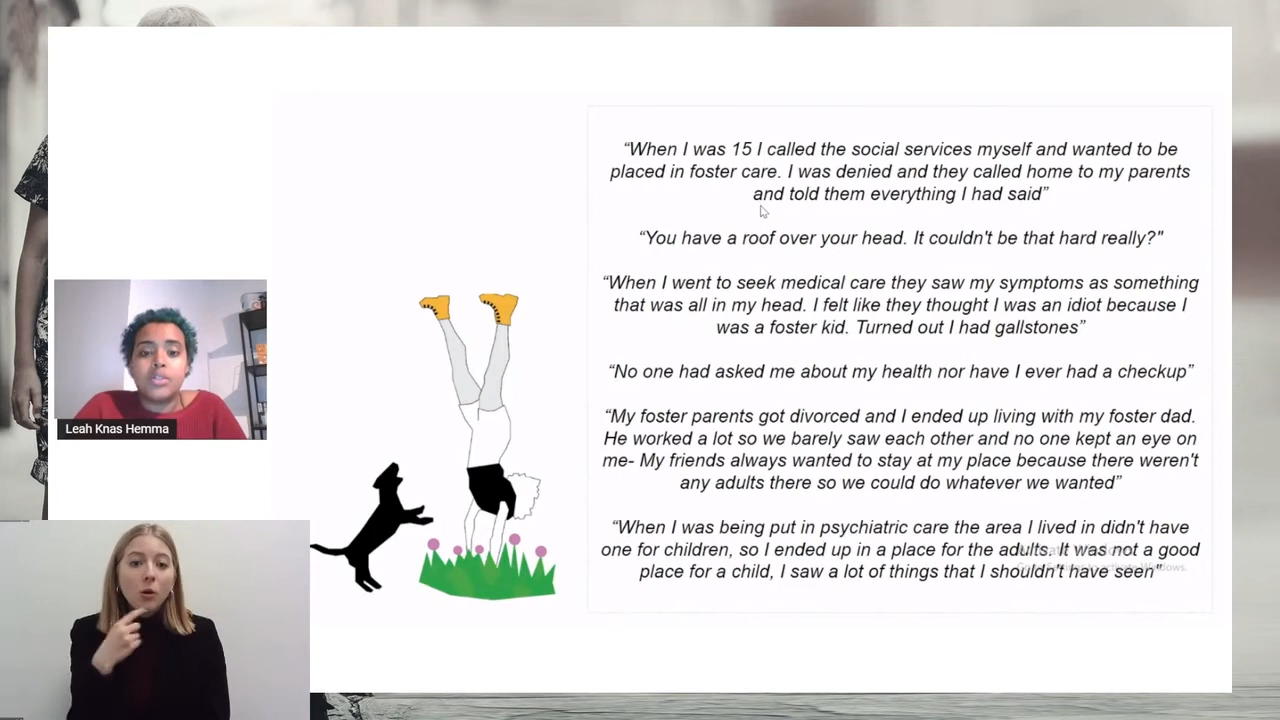 “When I was 15 I called the social services myself and wanted to be
placed in foster care. I was denied and they called home to my parents
and told them everything I had said”
“You have a roof over your head. It couldn't be that hard really?"
“When I went to seek medical care they saw my symptoms as something
that was all in my head. I felt like they thought I was an idiot because I
was a foster kid. Turned out I had gallstones”
“No one had asked me about my health nor have I ever had a checkup”
“My foster parents got divorced and I ended up living with my foster dad.
He worked a lot so we barely saw each other and no one kept an eye on
me- My friends always wanted to stay at my place because there weren't
any adults there so we could do whatever we wanted”
“When I was being put in psychiatric care the area I lived in didn't have
one for children, so I ended up in a place for the adults. It was not a good
place for a child, I saw a lot of things that I shouldn't have seen”
Activate Windows
Go to Settings to activate Windows.
Leah Knas Hemma